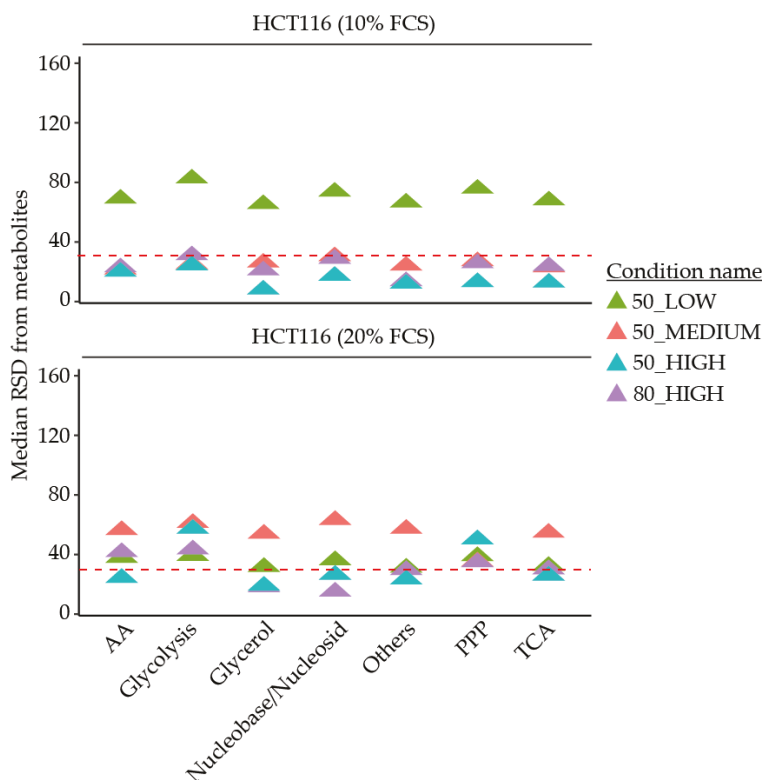 HCT116 (10% FCS)
160
120
80
40
0
HCT116 (20% FCS)
160
120
80
40
0
Median RSD from metabolites
AA
Glycolysis
Glycerol
Nucleobase/Nucleosid
Others
PPP
TCA
Condition name
50_LOW
50_MEDIUM
50_HIGH
80_HIGH